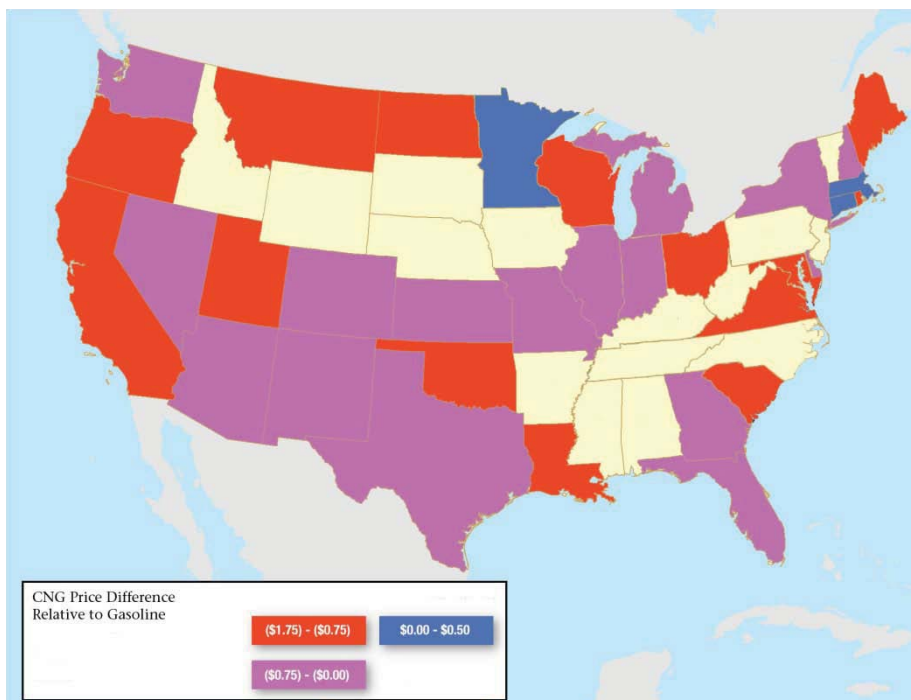 CNG Price Difference
Relative to Gasoline
($1.75) - ($0.75)
$0.00 - $0.50
($0.75) - ($0.00)